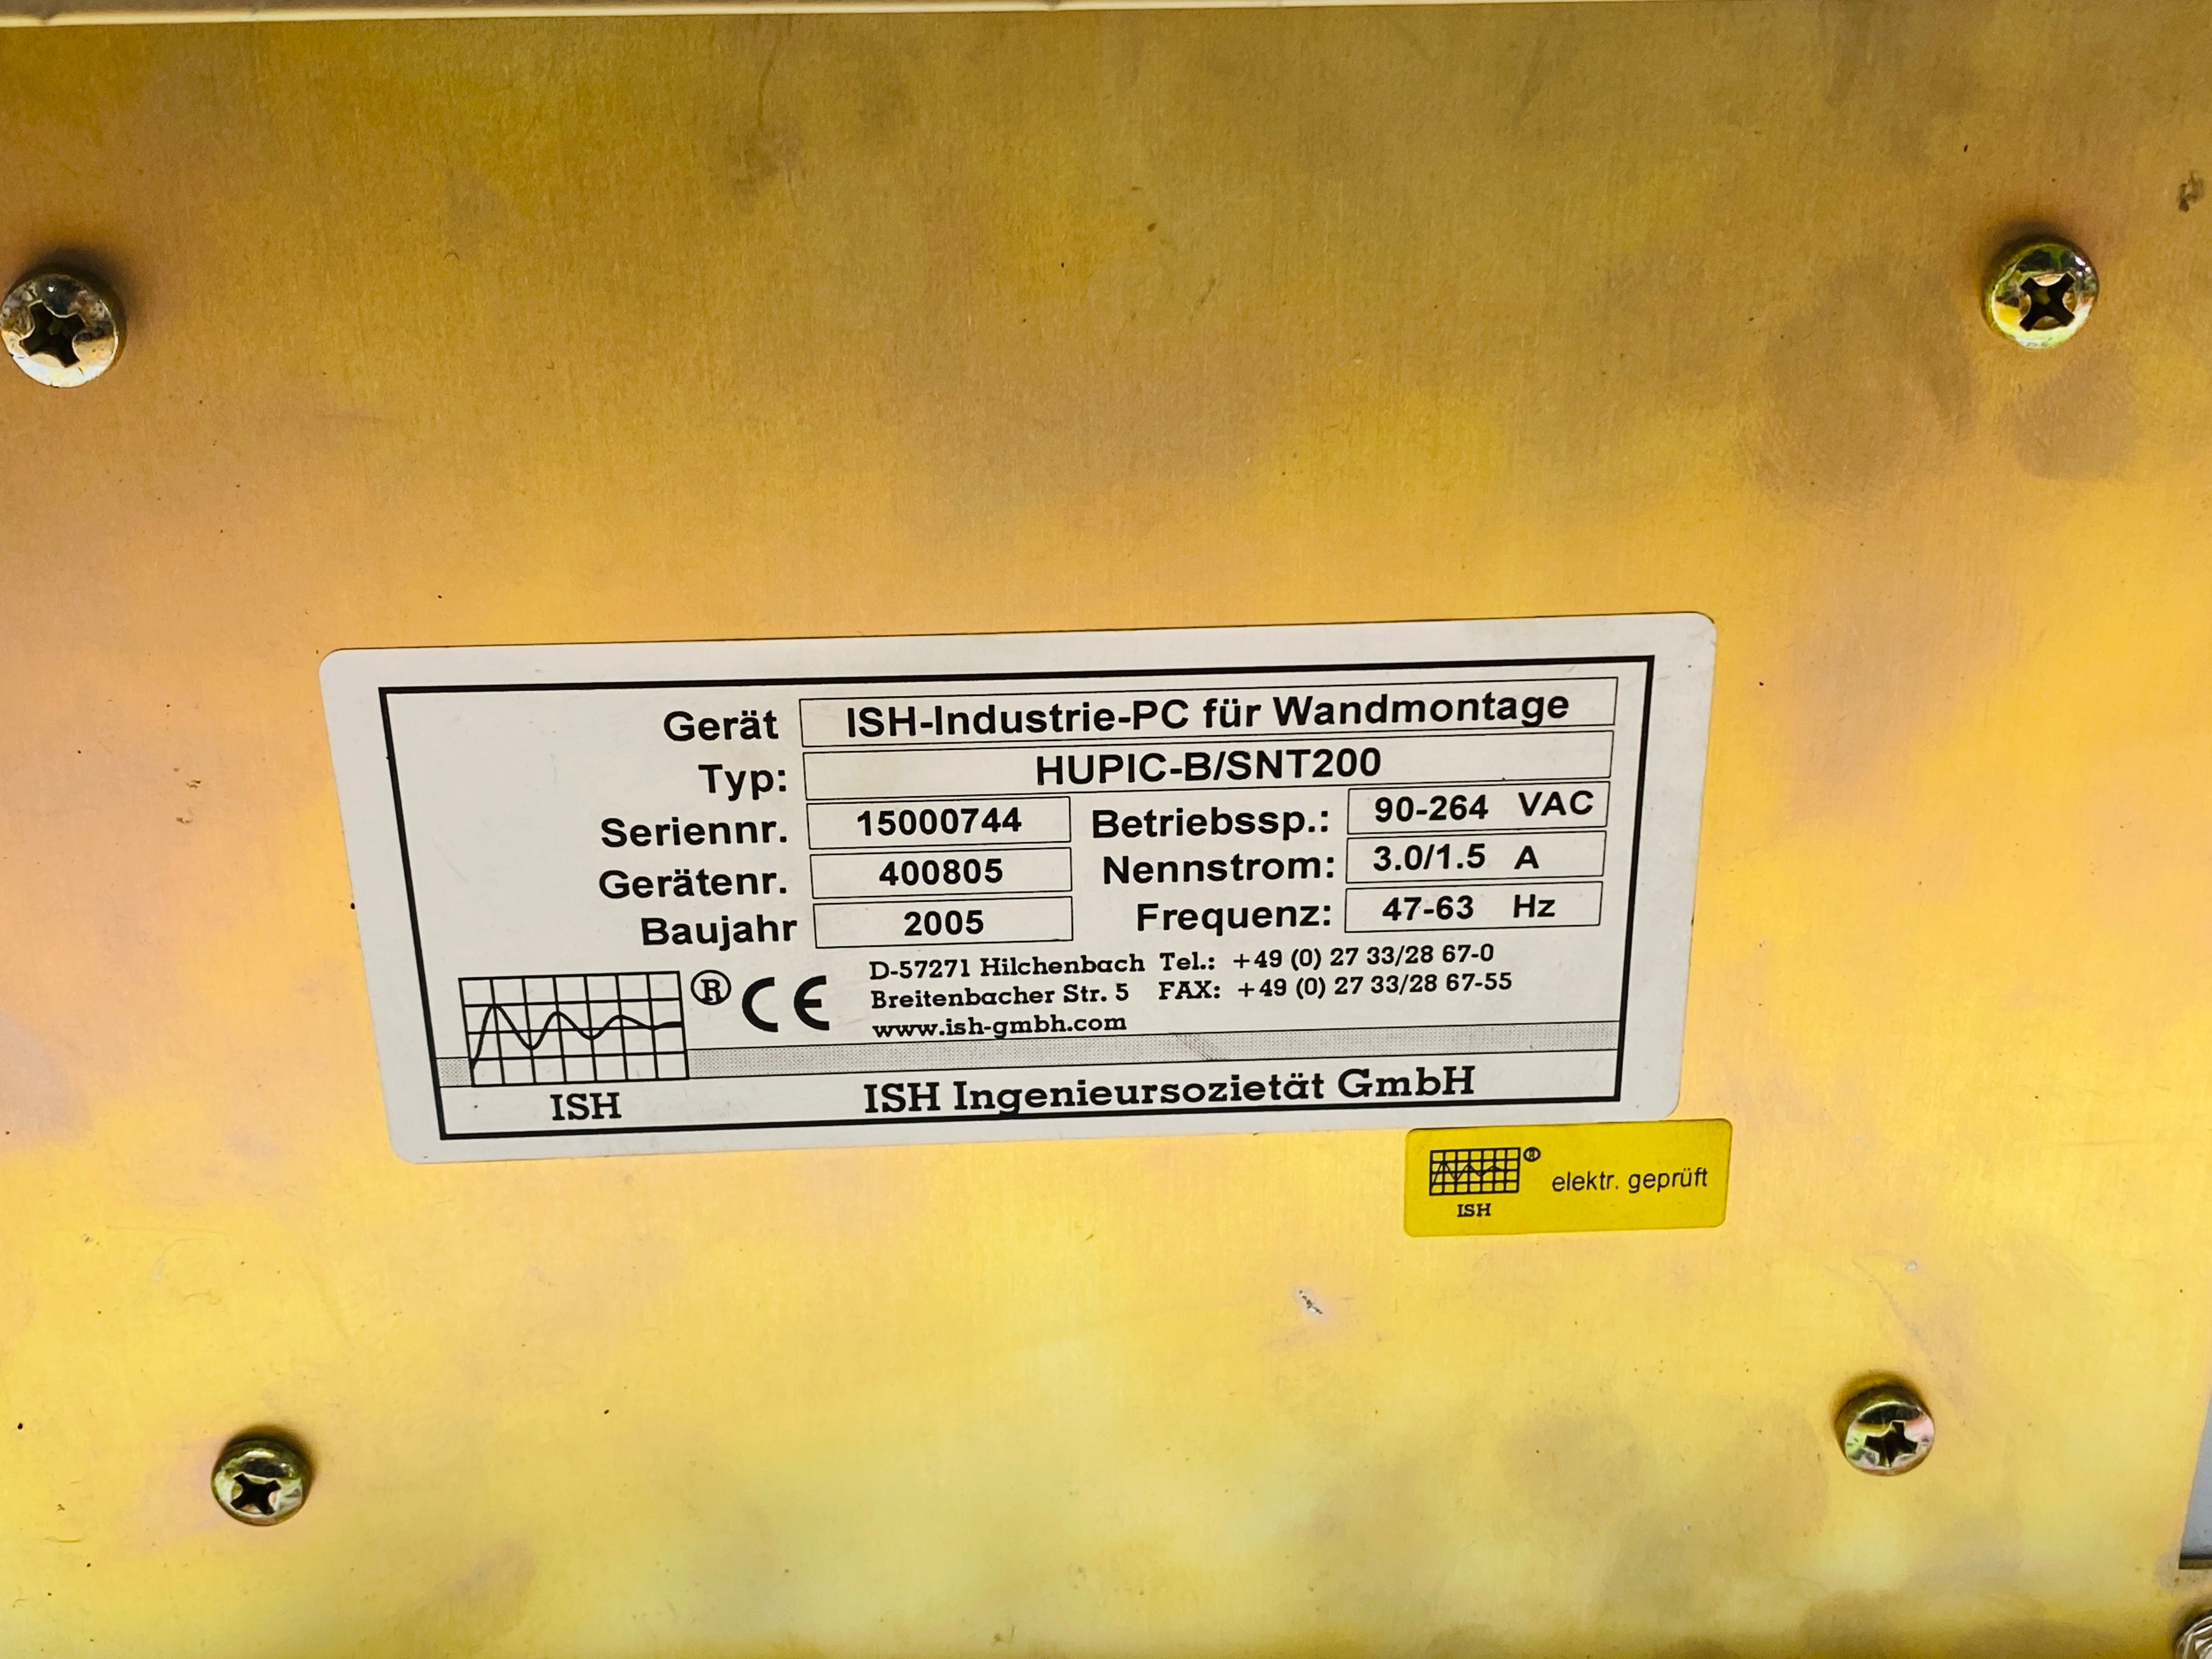 Gerät ISH-Industrie-PC für Wandmontage
Typ: HUPIC-B/SNT200
Seriennr. 15000744 Betriebssp.: 90-264 VAC
Gerätenr. 400805 Nennstrom: 3.0/1.5 A
Baujahr 2005 Frequenz: 47-63 Hz
® CE
D-57271 Hilchenbach Tel.: +49 (0) 27 33/28 67-0
Breitenbacher Str. 5 FAX: +49 (0) 27 33/28 67-55
www.ish-gmbh.com
ISH ISH Ingenieursozietät GmbH
® elektr. geprüft
ISH